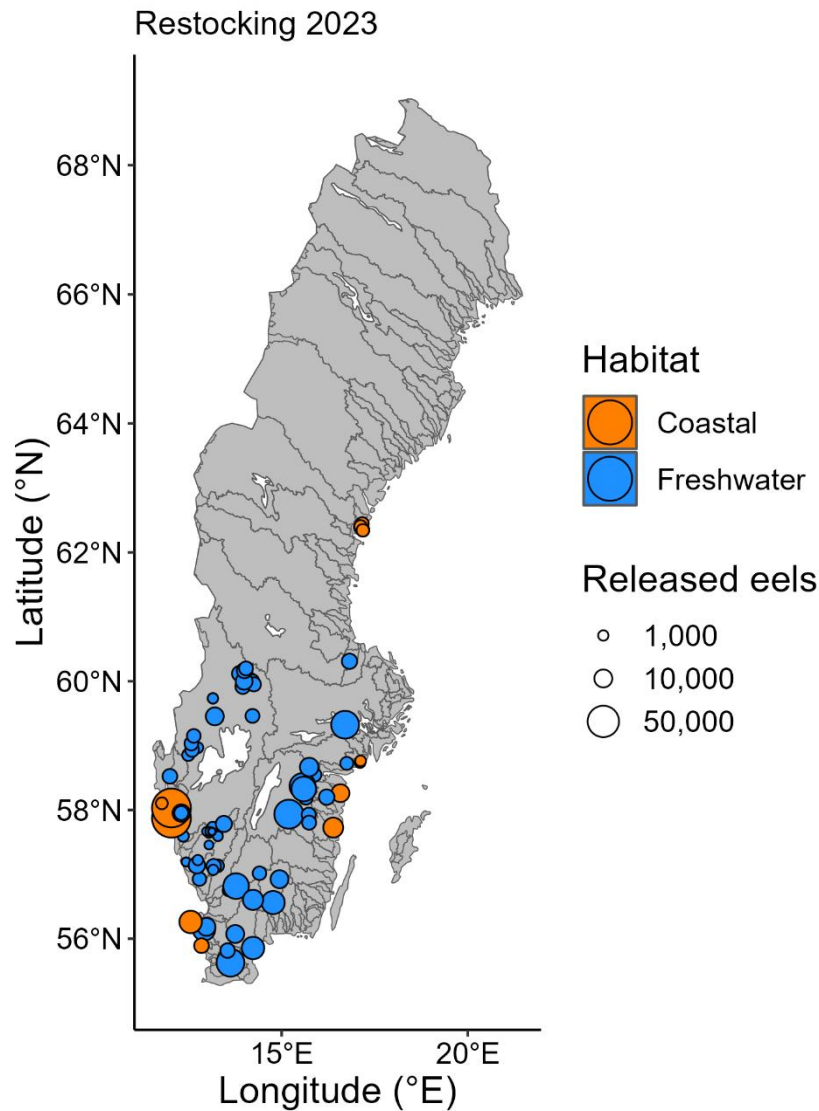 Restocking 2023
68°N
66°N
64°N
62°N
60°N
58°N
56°N
Latitude (°N)
15°E
20°E
Longitude (°E)
Habitat
Coastal
Freshwater
Released eels
1,000
10,000
50,000